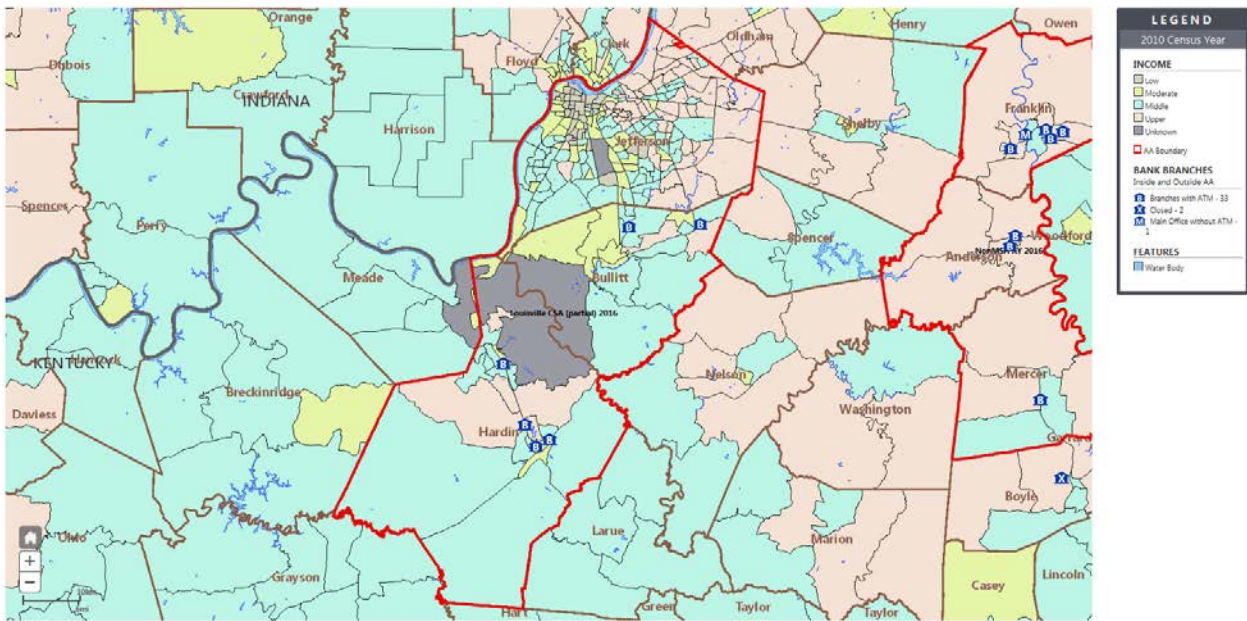 Orange
Henry
Owen
Dubois
Floyd
Clark
Oldham
Crawford
INDIANA
Harrison
Jefferson
Shelby
Franklin
Spencer
Perry
Meade
Bullitt
Spencer
Anderson
Woodford
Louisville CSA (partial) 2016
KENTUCKY
Hancock
Breckinridge
Nelson
Mercer
Daviess
Hardin
Washington
Garrard
Boyle
Ohio
Larue
Marion
Grayson
Casey
Lincoln
Hart
Green
Taylor
Taylor
LEGEND
2010 Census Year
INCOME
Low
Moderate
Middle
Upper
Unknown
AA Boundary
BANK BRANCHES
Inside and Outside AA
B Branches with ATM - 33
X Closed - 2
M Main Office without ATM -
1
FEATURES
Water Body